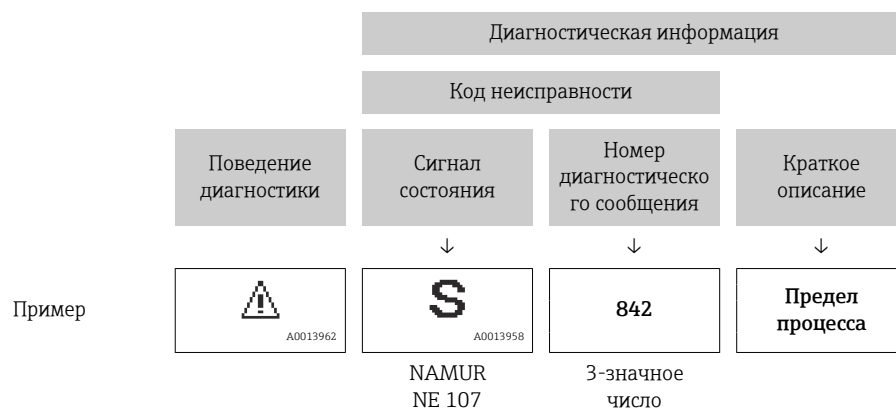 Диагностическая информация
Код неисправности
Поведение
диагностики
Сигнал
состояния
Номер
диагностическо
го сообщения
Краткое
описание
↓ ↓ ↓
Пример
A0013962
S
A0013958
842
Предел
процесса
NAMUR
NE 107
3-значное
число